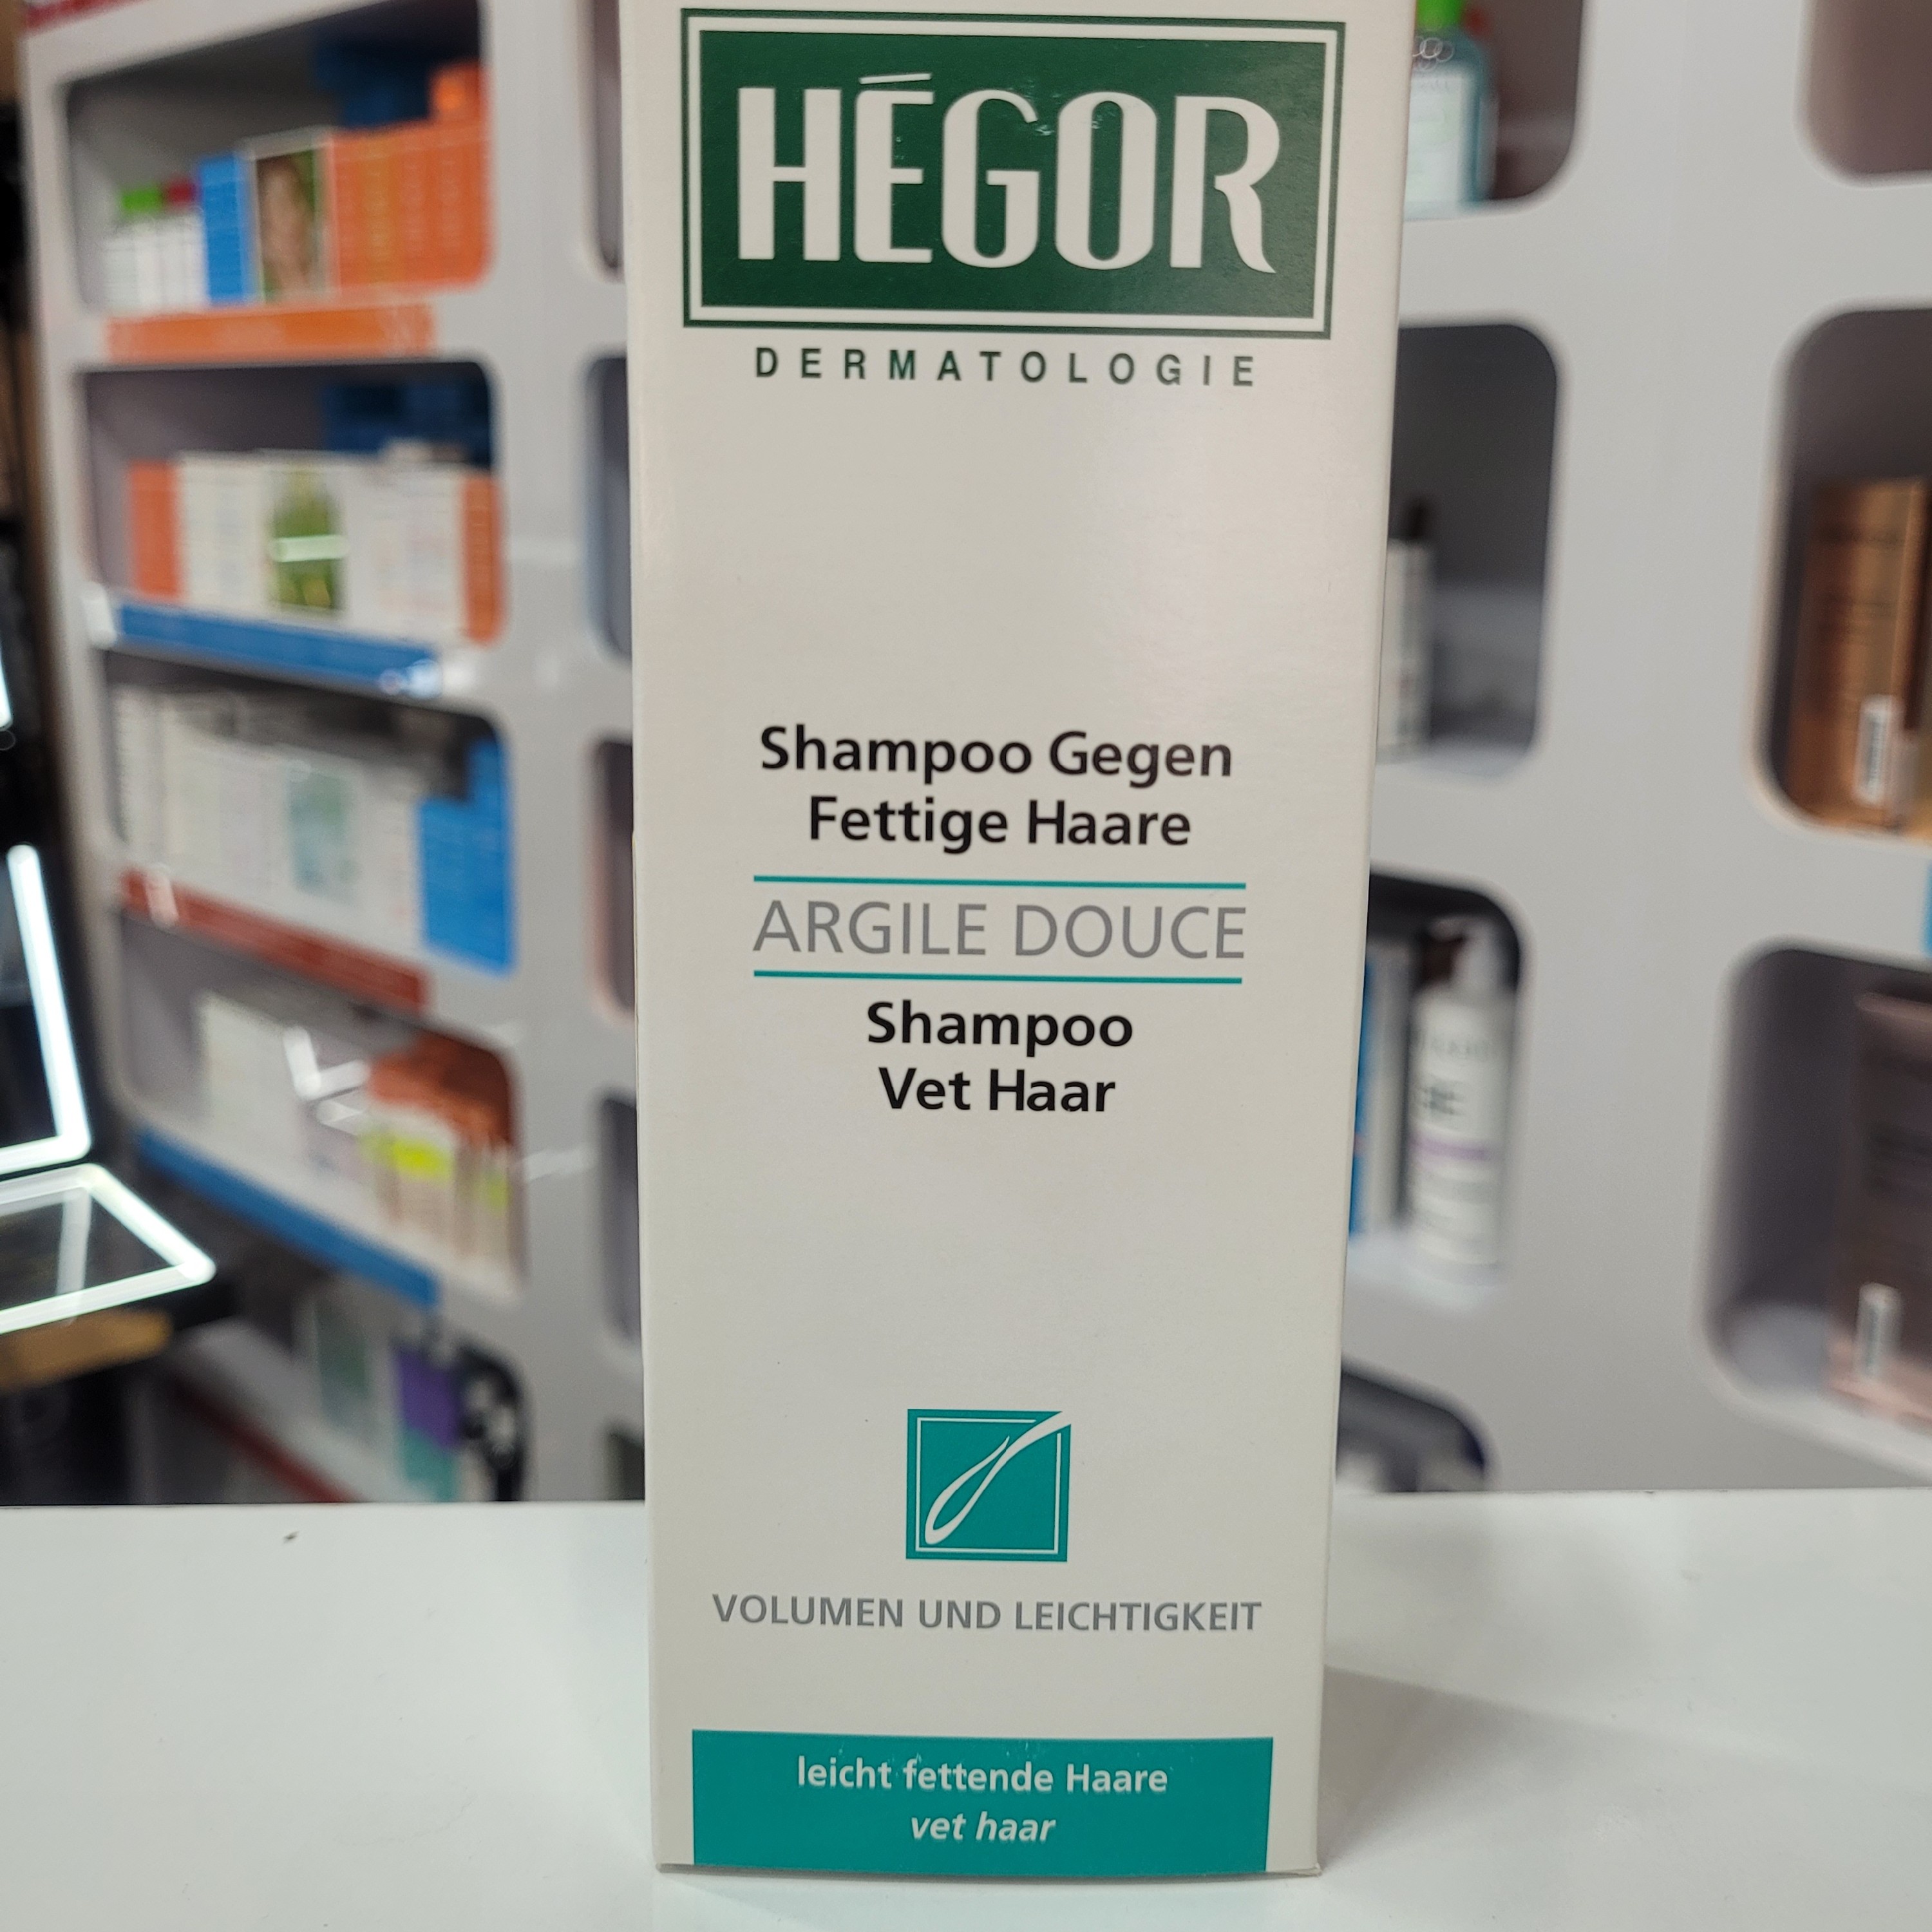 HÉGOR
DERMATOLOGIE
Shampoo Gegen
Fettige Haare
ARGILE DOUCE
Shampoo
Vet Haar
VOLUMEN UND LEICHTIGKEIT
leicht fettende Haare
vet haar